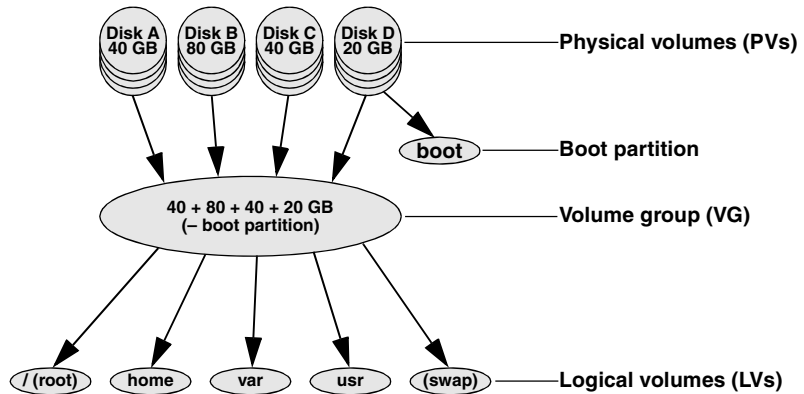 Disk A
40 GB
Disk B
80 GB
Disk C
40 GB
Disk D
20 GB
Physical volumes (PVs)
boot
Boot partition
40 + 80 + 40 + 20 GB
(– boot partition)
Volume group (VG)
/ (root)
home
var
usr
(swap)
Logical volumes (LVs)